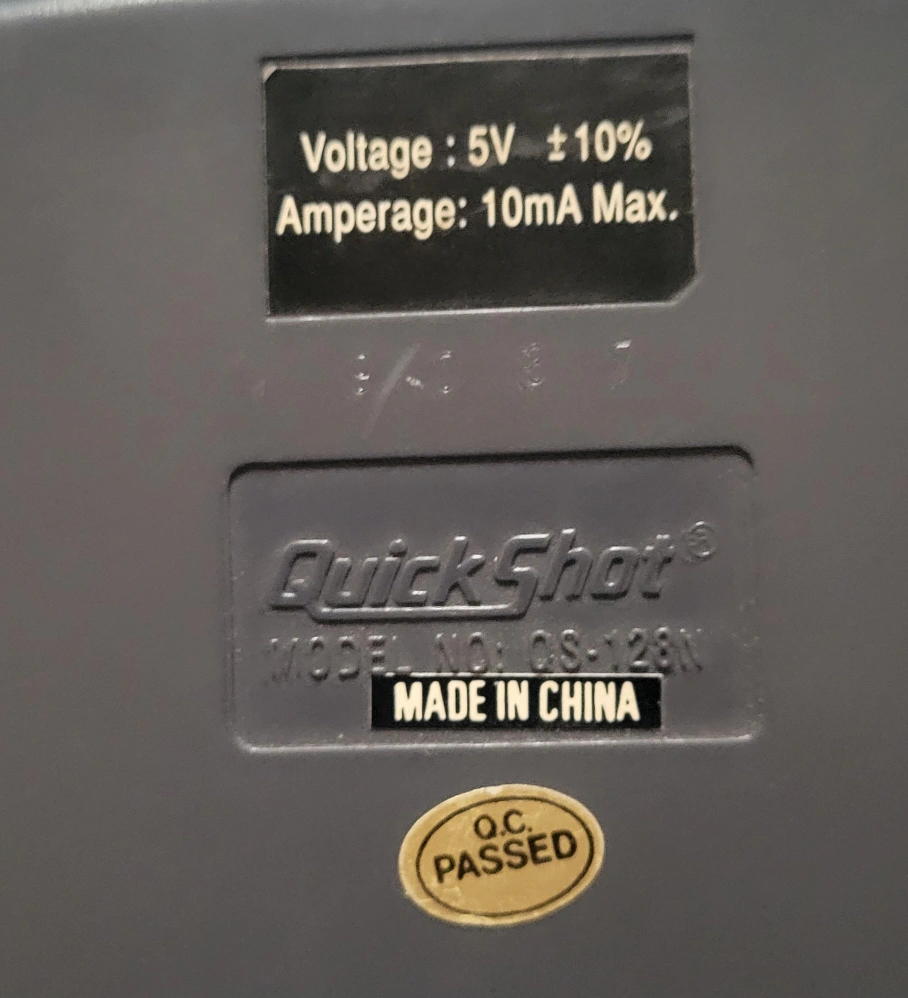 Voltage : 5V ±10%
Amperage: 10mA Max.
QuickShot®
MODEL NO: QS-128N
MADE IN CHINA
Q.C.
PASSED